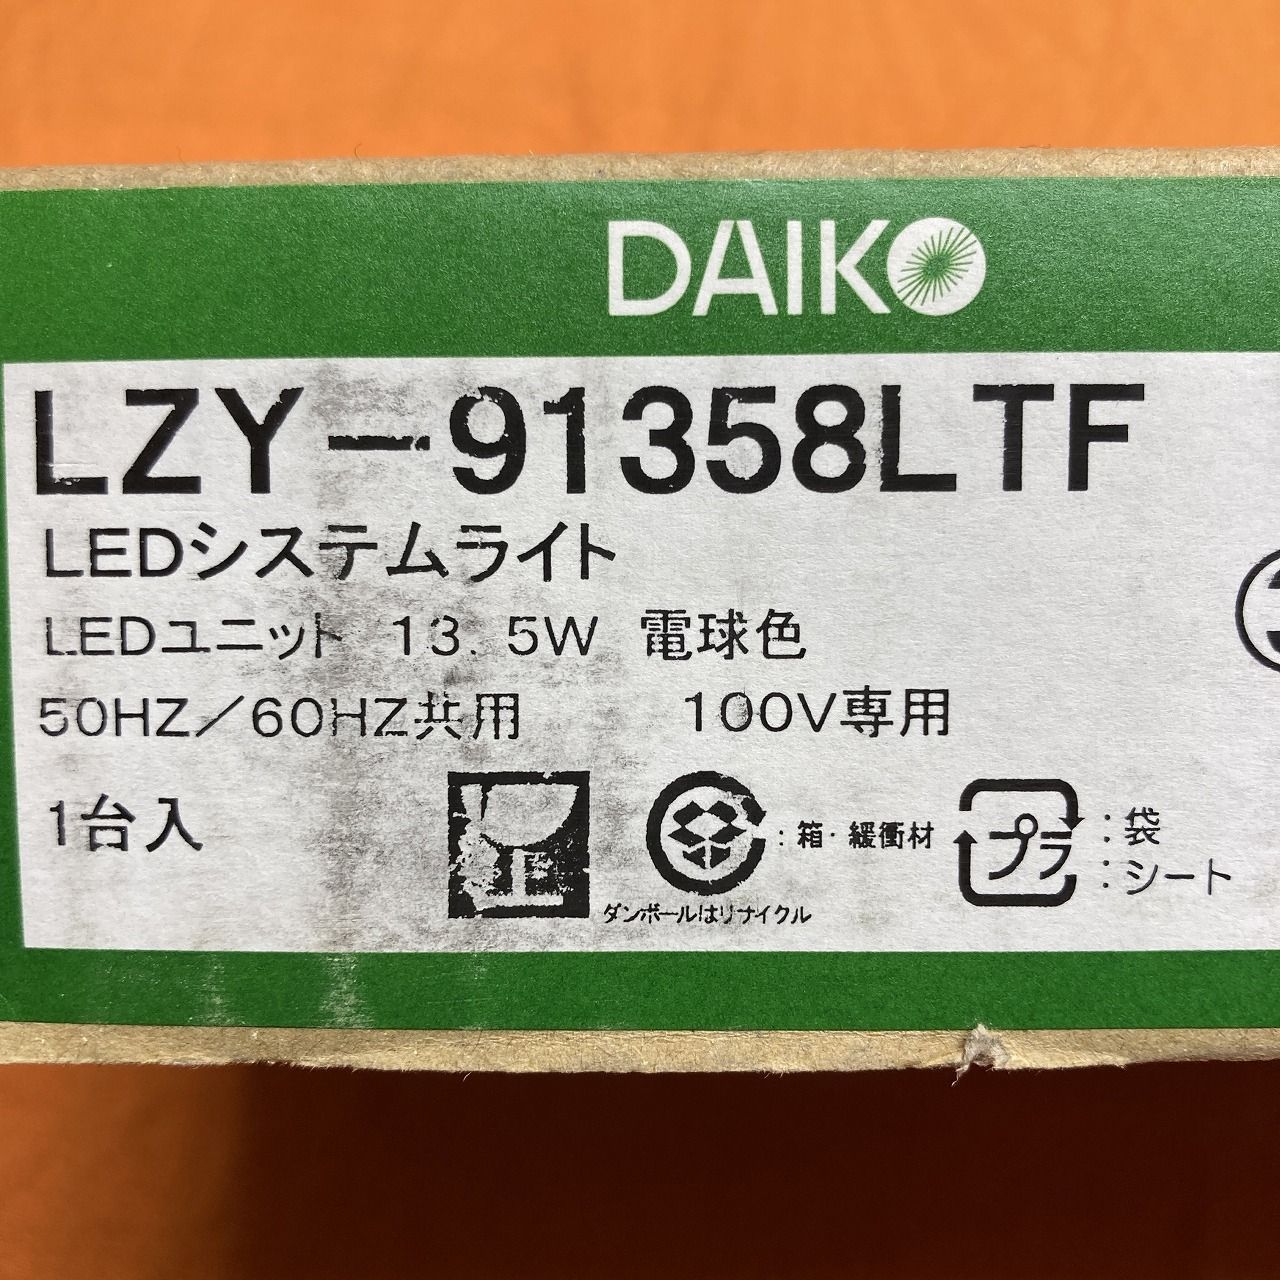 DAIKO
LZY-91358LTF
LEDシステムライト
LEDユニット 13.5W 電球色
50HZ/60HZ共用 100V専用
1台入
:箱・緩衝材
ダンボールはリサイクル
プラ
:袋
:シート